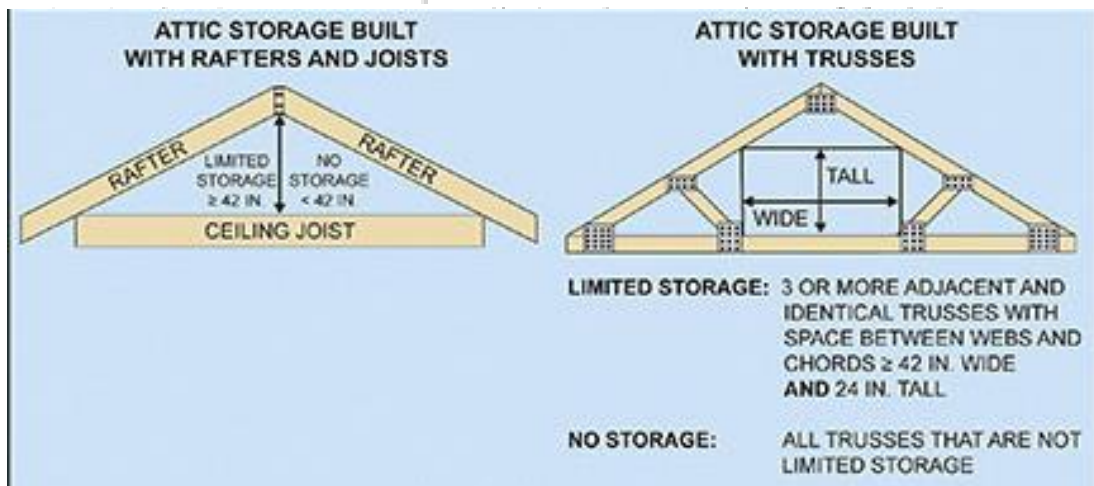 ATTIC STORAGE BUILT
WITH RAFTERS AND JOISTS
RAFTER
RAFTER
LIMITED
STORAGE
≥ 42 IN.
NO
STORAGE
< 42 IN.
CEILING JOIST
ATTIC STORAGE BUILT
WITH TRUSSES
TALL
WIDE
LIMITED STORAGE: 3 OR MORE ADJACENT AND
IDENTICAL TRUSSES WITH
SPACE BETWEEN WEBS AND
CHORDS ≥ 42 IN. WIDE
AND 24 IN. TALL
NO STORAGE: ALL TRUSSES THAT ARE NOT
LIMITED STORAGE